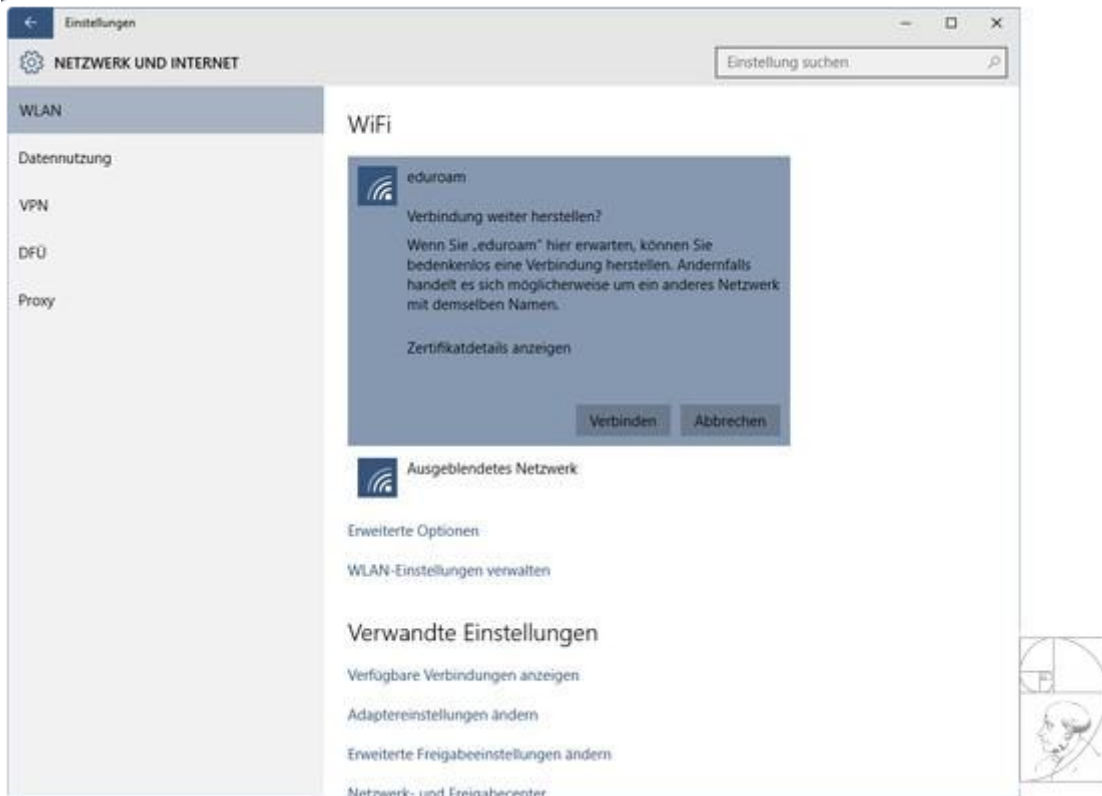 Einstellungen
NETZWERK UND INTERNET
Einstellung suchen
WLAN
Datennutzung
VPN
DFÜ
Proxy
WiFi
eduroam
Verbindung weiter herstellen?
Wenn Sie „eduroam" hier erwarten, können Sie
bedenkenlos eine Verbindung herstellen. Andernfalls
handelt es sich möglicherweise um ein anderes Netzwerk
mit demselben Namen.
Zertifikatdetails anzeigen
Verbinden Abbrechen
Ausgeblendetes Netzwerk
Erweiterte Optionen
WLAN-Einstellungen verwalten
Verwandte Einstellungen
Verfügbare Verbindungen anzeigen
Adaptereinstellungen ändern
Erweiterte Freigabeeinstellungen ändern
Netzwerk- und Freigabecenter